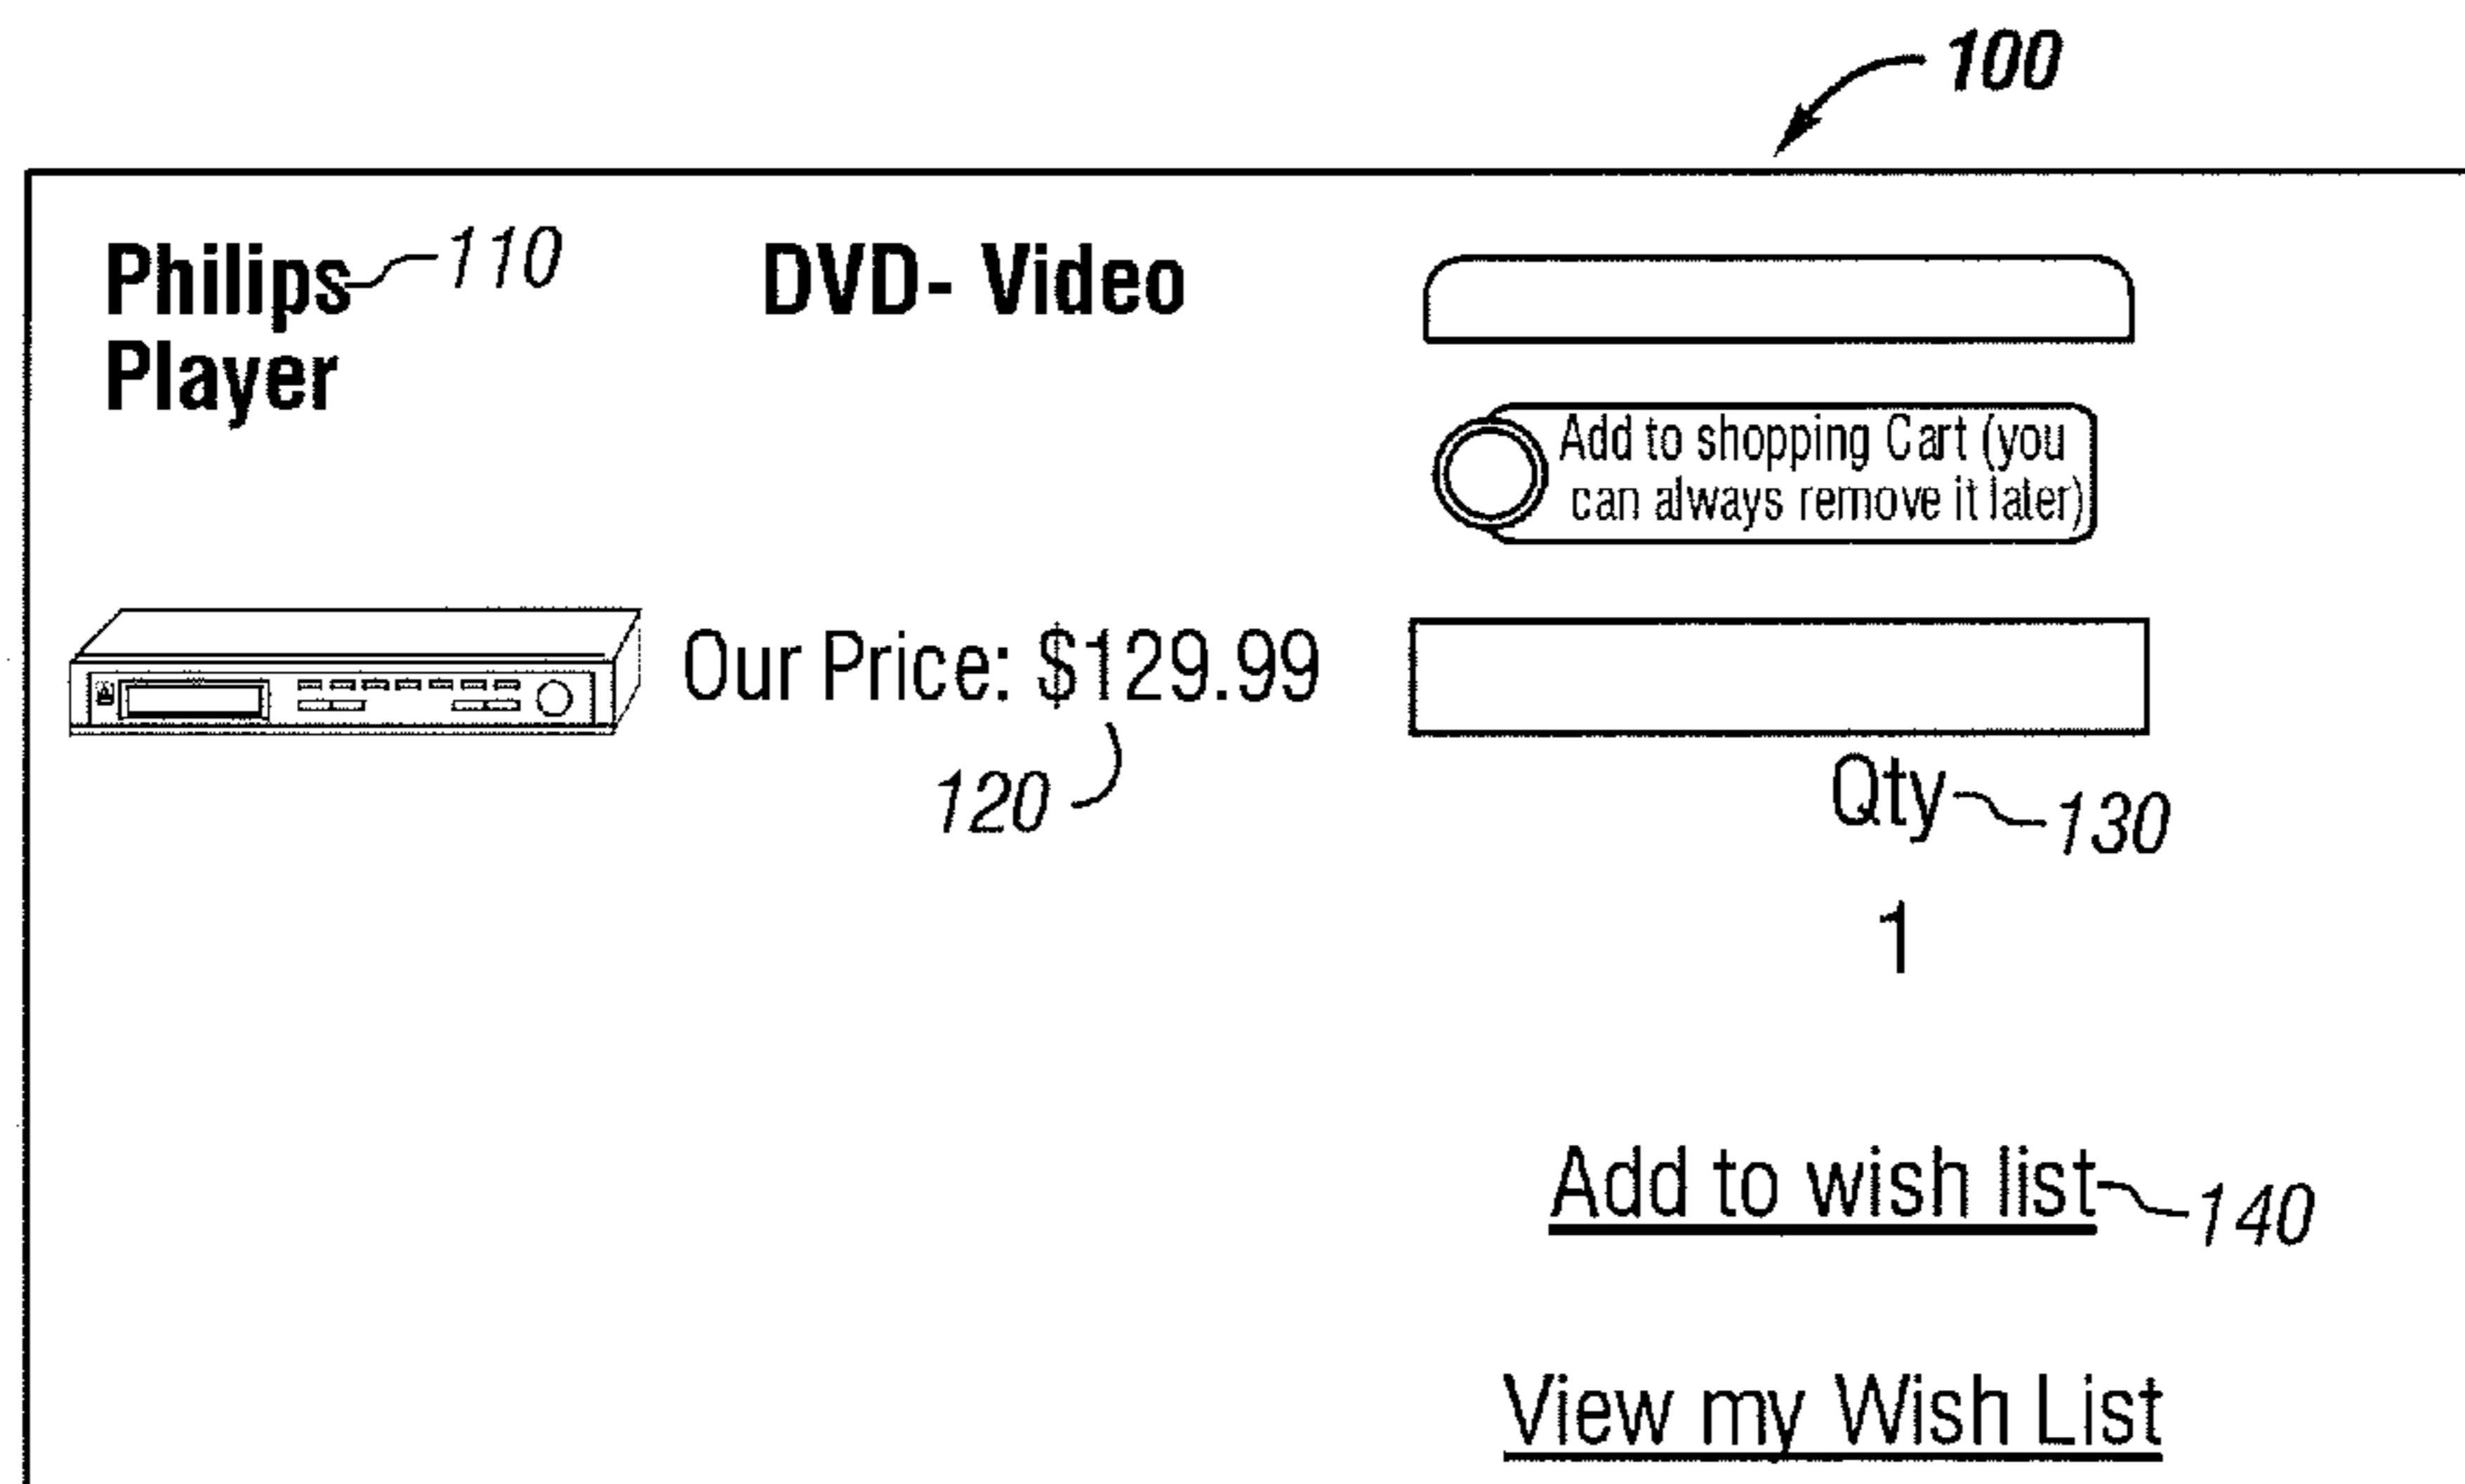 100
Philips 110 DVD- Video
Player
Add to shopping Cart (you
can always remove it later)
Our Price: $129.99
120
Qty 130
1
Add to wish list 140
View my Wish List